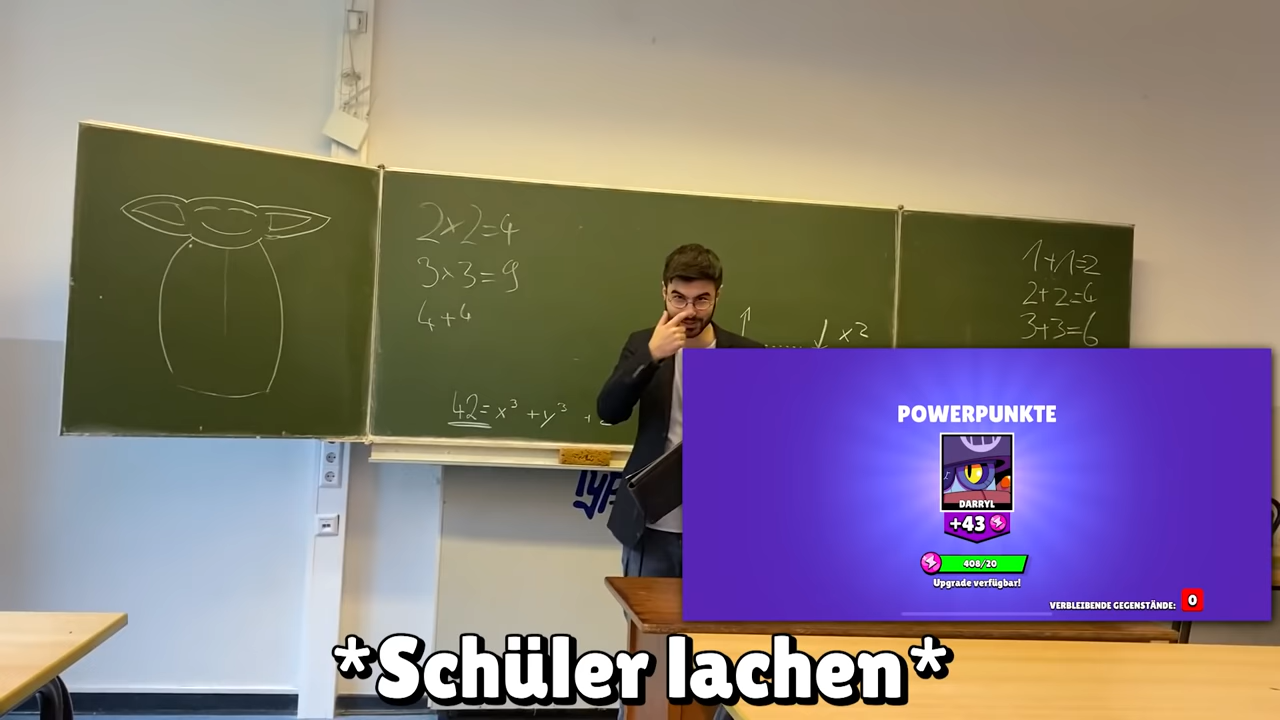 2x2=4
3x3=9
4+4
42=x³+y³+
x²
1+1=2
2+2=4
3+3=6
POWERPUNKTE
DARRYL
+43
408/20
Upgrade verfügbar!
VERBLEIBENDE GEGENSTÄNDE: 0
*Schüler lachen*